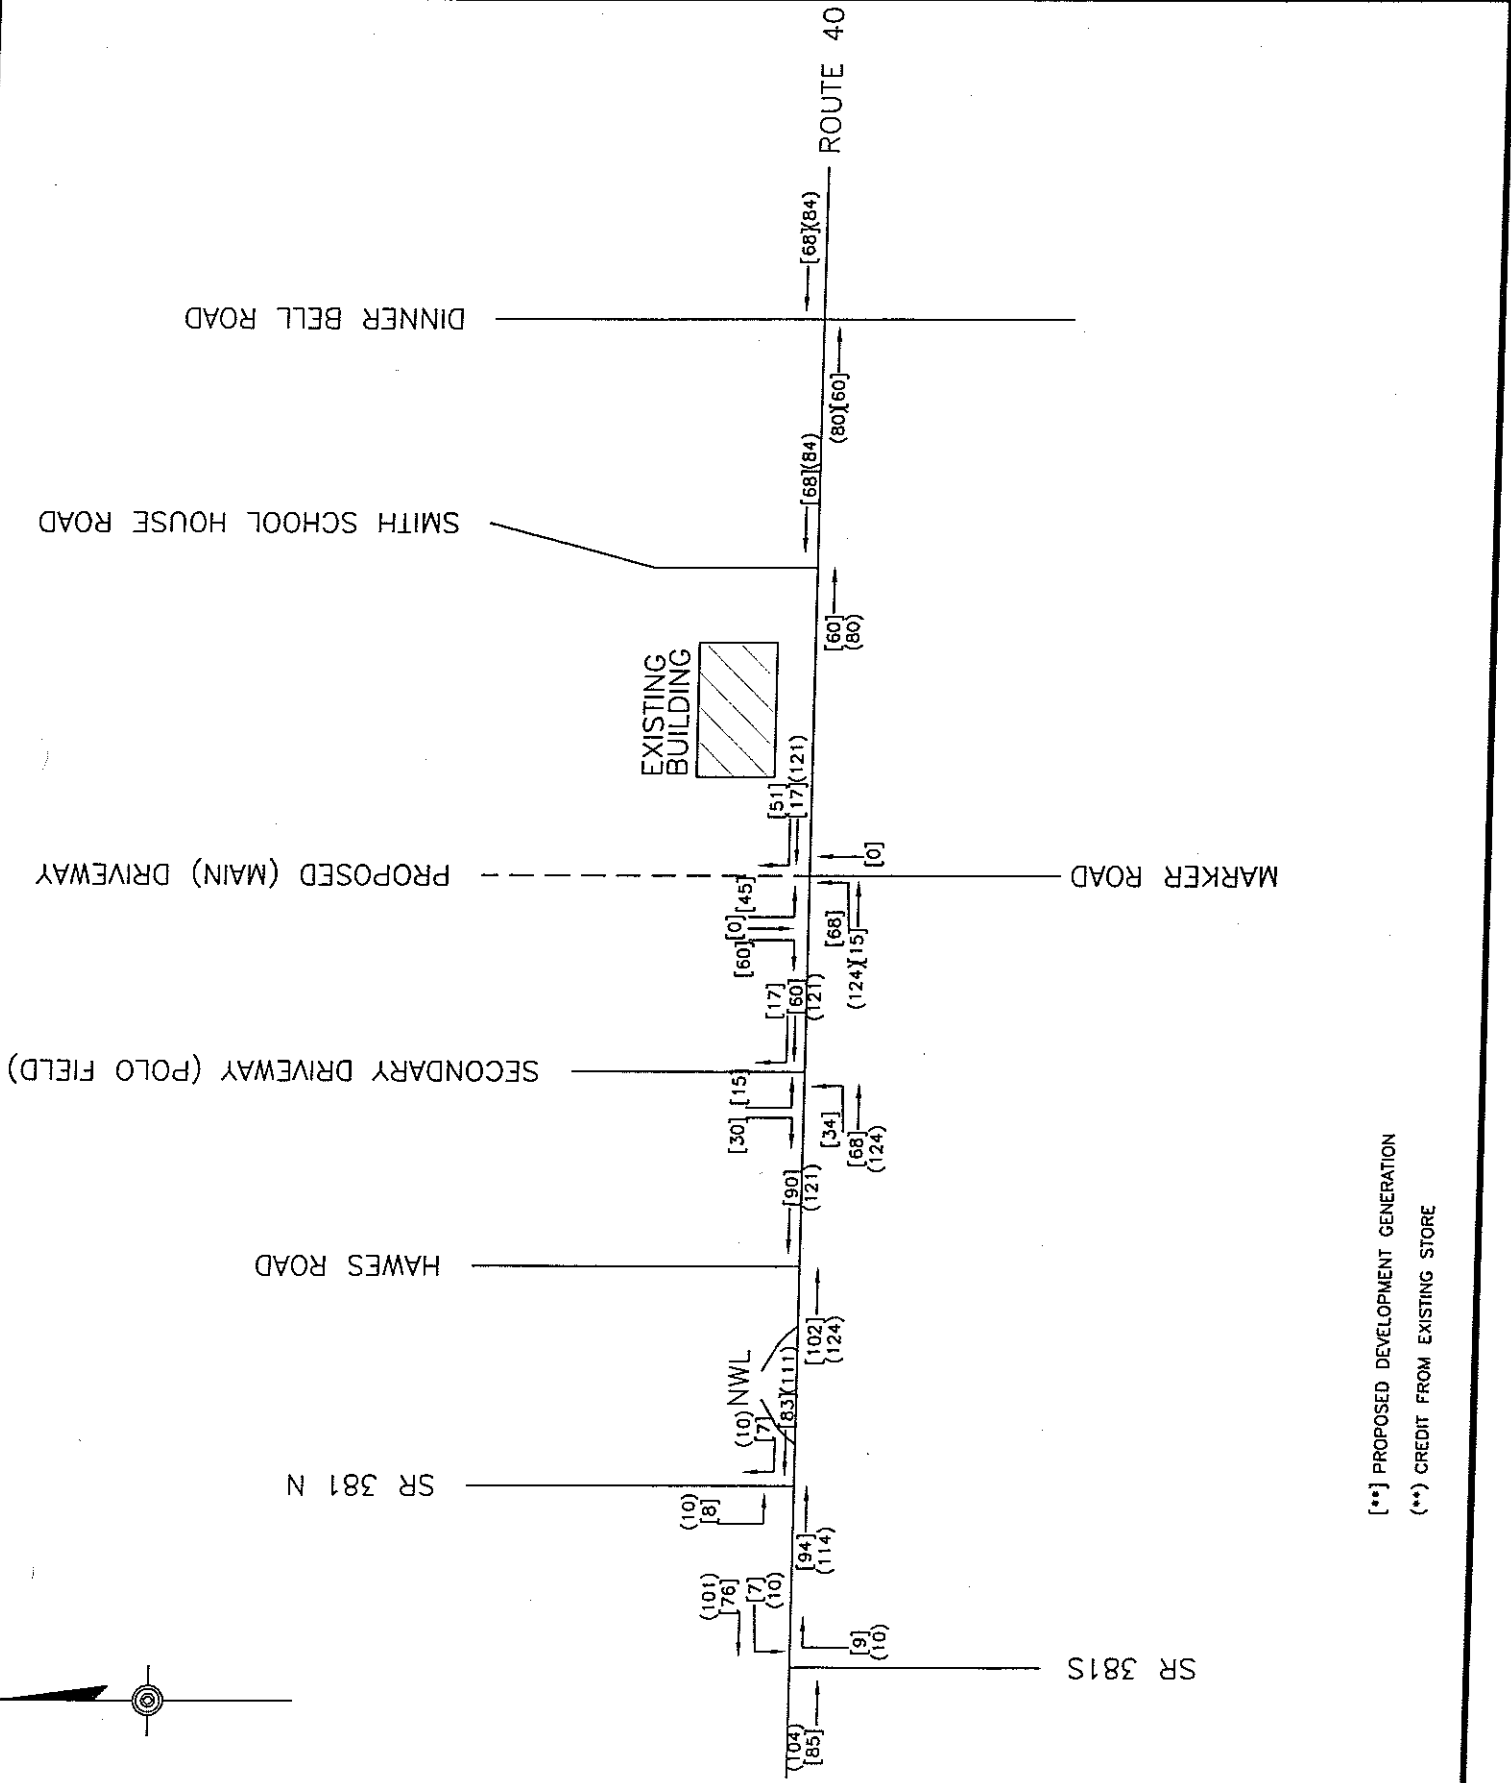 ROUTE 40
[68](84)
DINNER BELL ROAD
(80)[60]
[68](84)
SMITH SCHOOL HOUSE ROAD
[60]
(80)
EXISTING
BUILDING
[51]
[17](121)
PROPOSED (MAIN) DRIVEWAY
MARKER ROAD
[0]
[45]
[0]
[60]
[68]
(124)[15]
[17]
[60]
(121)
SECONDARY DRIVEWAY (POLO FIELD)
[15]
[30]
[34]
[68]
(124)
[90]
(121)
HAWES ROAD
[102]
(124)
NWL
(10)
[7]
[83](111)
SR 381 N
(10)
[8]
[94]
(114)
(101)
[76]
[7]
(10)
[9]
(10)
SR 381S
(104)
[85]
[**] PROPOSED DEVELOPMENT GENERATION
(**) CREDIT FROM EXISTING STORE